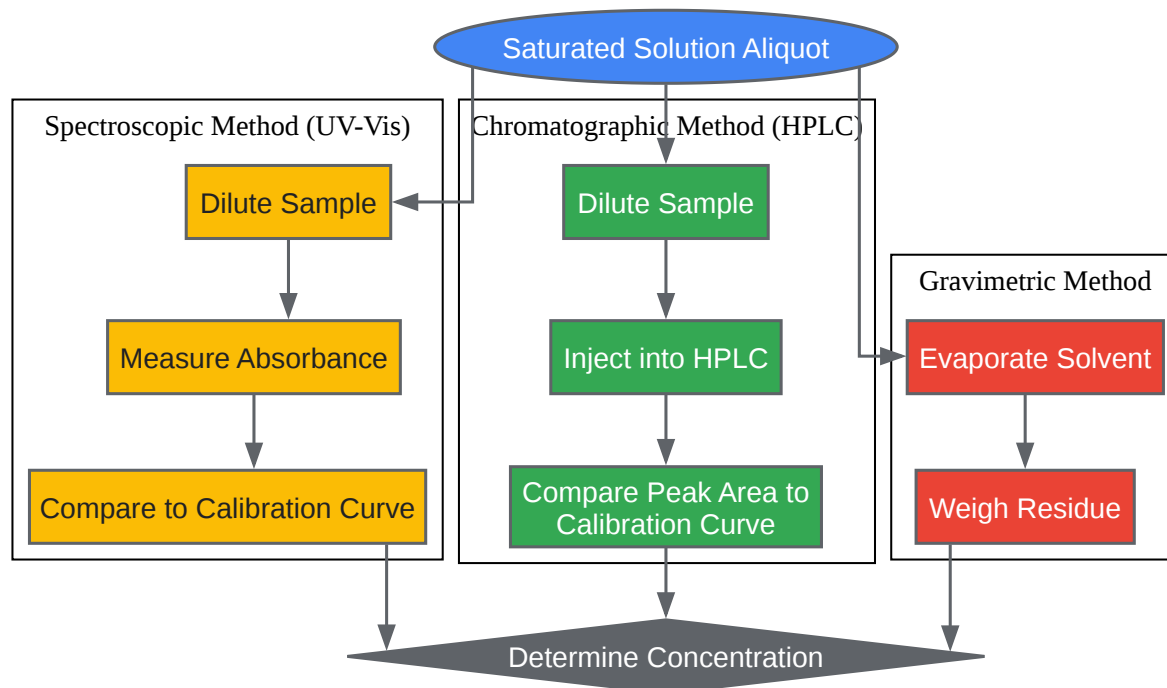 Saturated Solution Aliquot
Spectroscopic Method (UV-Vis)
Dilute Sample
Measure Absorbance
Compare to Calibration Curve
Chromatographic Method (HPLC)
Dilute Sample
Inject into HPLC
Compare Peak Area to
Calibration Curve
Gravimetric Method
Evaporate Solvent
Weigh Residue
Determine Concentration